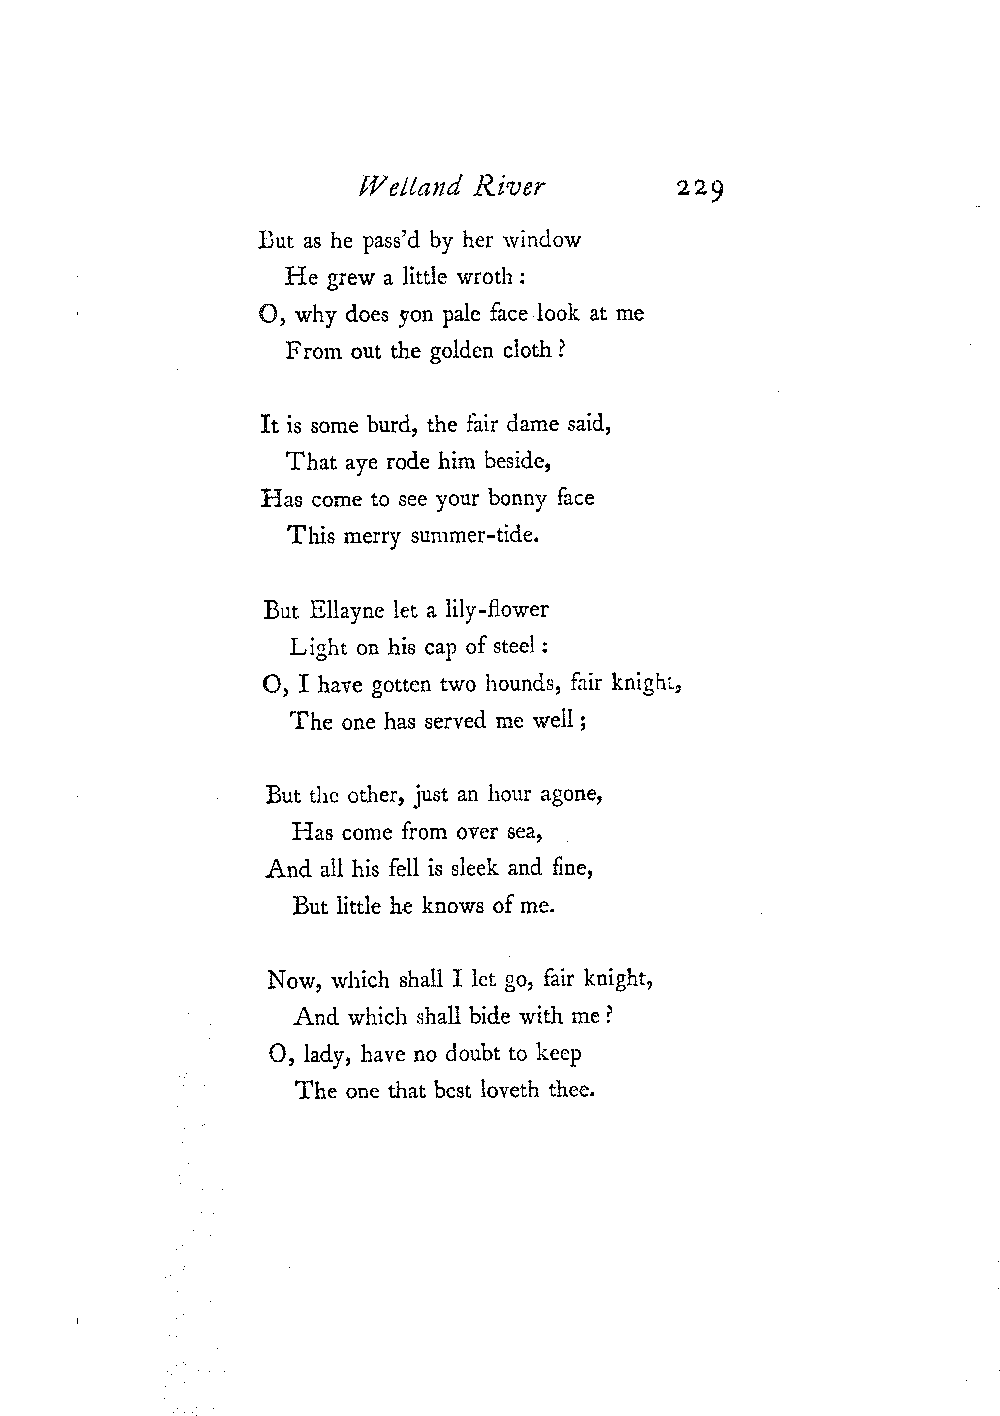 Welland River 229
But as he pass'd by her window
He grew a little wroth :
O, why does yon pale face look at me
From out the golden cloth ?
It is some burd, the fair dame said,
That aye rode him beside,
Has come to see your bonny face
This merry summer-tide.
But Ellayne let a lily-flower
Light on his cap of steel :
O, I have gotten two hounds, fair knight,
The one has served me well ;
But the other, just an hour agone,
Has come from over sea,
And all his fell is sleek and fine,
But little he knows of me.
Now, which shall I let go, fair knight,
And which shall bide with me ?
O, lady, have no doubt to keep
The one that best loveth thee.